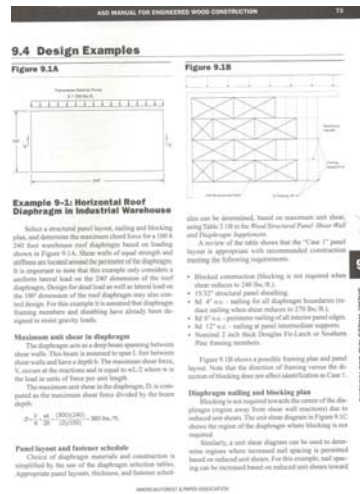 ASD MANUAL FOR ENGINEERED WOOD CONSTRUCTION 73
9.4 Design Examples
Figure 9.1A
Figure 9.1B
Example 9-1: Horizontal Roof
Diaphragm in Industrial Warehouse
Select a structural panel layout, nailing and blocking
plan, and determine the maximum chord force for a 100 &
240 foot warehouse roof diaphragm based on loading
shown in Figure 9.1A. Shear walls of equal strength and
stiffness are located around the perimeter of the diaphragm.
It is important to note that this example only considers a
uniform lateral load on the 240' dimension of the roof
diaphragm. Design for dead load as well as lateral load on
the 100' dimension of the roof diaphragm may also con-
trol design. For this example it is assumed that diaphragm
framing members and sheathing have already been de-
signed to resist gravity loads.
Maximum unit shear in diaphragm
The diaphragm acts as a deep beam spanning between
shear walls. This beam is assumed to span L feet between
shear walls and have a depth b. The maximum shear force,
V, occurs at the reactions and is equal to wL/2 where w is
the load in units of force per unit length.
The maximum unit shear in the diaphragm, D, is com-
puted as the maximum shear force divided by the beam
depth:
Panel layout and fastener schedule
Choice of diaphragm materials and construction is
simplified by the use of the diaphragm selection tables.
Appropriate panel layouts, thickness, and fastener sched-
ules can be determined, based on maximum unit shear,
using Table 3.1B in the Wood Structural Panel Shear Wall
and Diaphragm Supplement.
A review of the table shows that the "Case 1" panel
layout is appropriate with recommended construction
meeting the following requirements:
• Blocked construction (blocking is not required when
shear reduces to 240 lbs./ft.).
• 15/32" structural panel sheathing.
• 8d 4" o.c. - nailing for all diaphragm boundaries (re-
duce nailing when shear reduces to 270 lbs./ft.).
• 8d 6" o.c. - perimeter nailing of all interior panel edges.
• 8d 12" o.c. - nailing at panel intermediate supports.
• Nominal 2 inch thick Douglas Fir-Larch or Southern
Pine framing members.
Figure 9.1B shows a possible framing plan and panel
layout. Note that the direction of framing versus the di-
rection of blocking does not affect identification as Case 1.
Diaphragm nailing and blocking plan
Blocking is not required towards the center of the dia-
phragm (region away from shear wall reactions) due to
reduced unit shears. The unit shear diagram in Figure 9.1C
shows the region of the diaphragm where blocking is not
required.
Similarly, a unit shear diagram can be used to deter-
mine regions where increased nail spacing is permitted
based on reduced unit shears. For this example, nail spac-
ing can be increased based on reduced unit shears toward
AMERICAN FOREST & PAPER ASSOCIATION